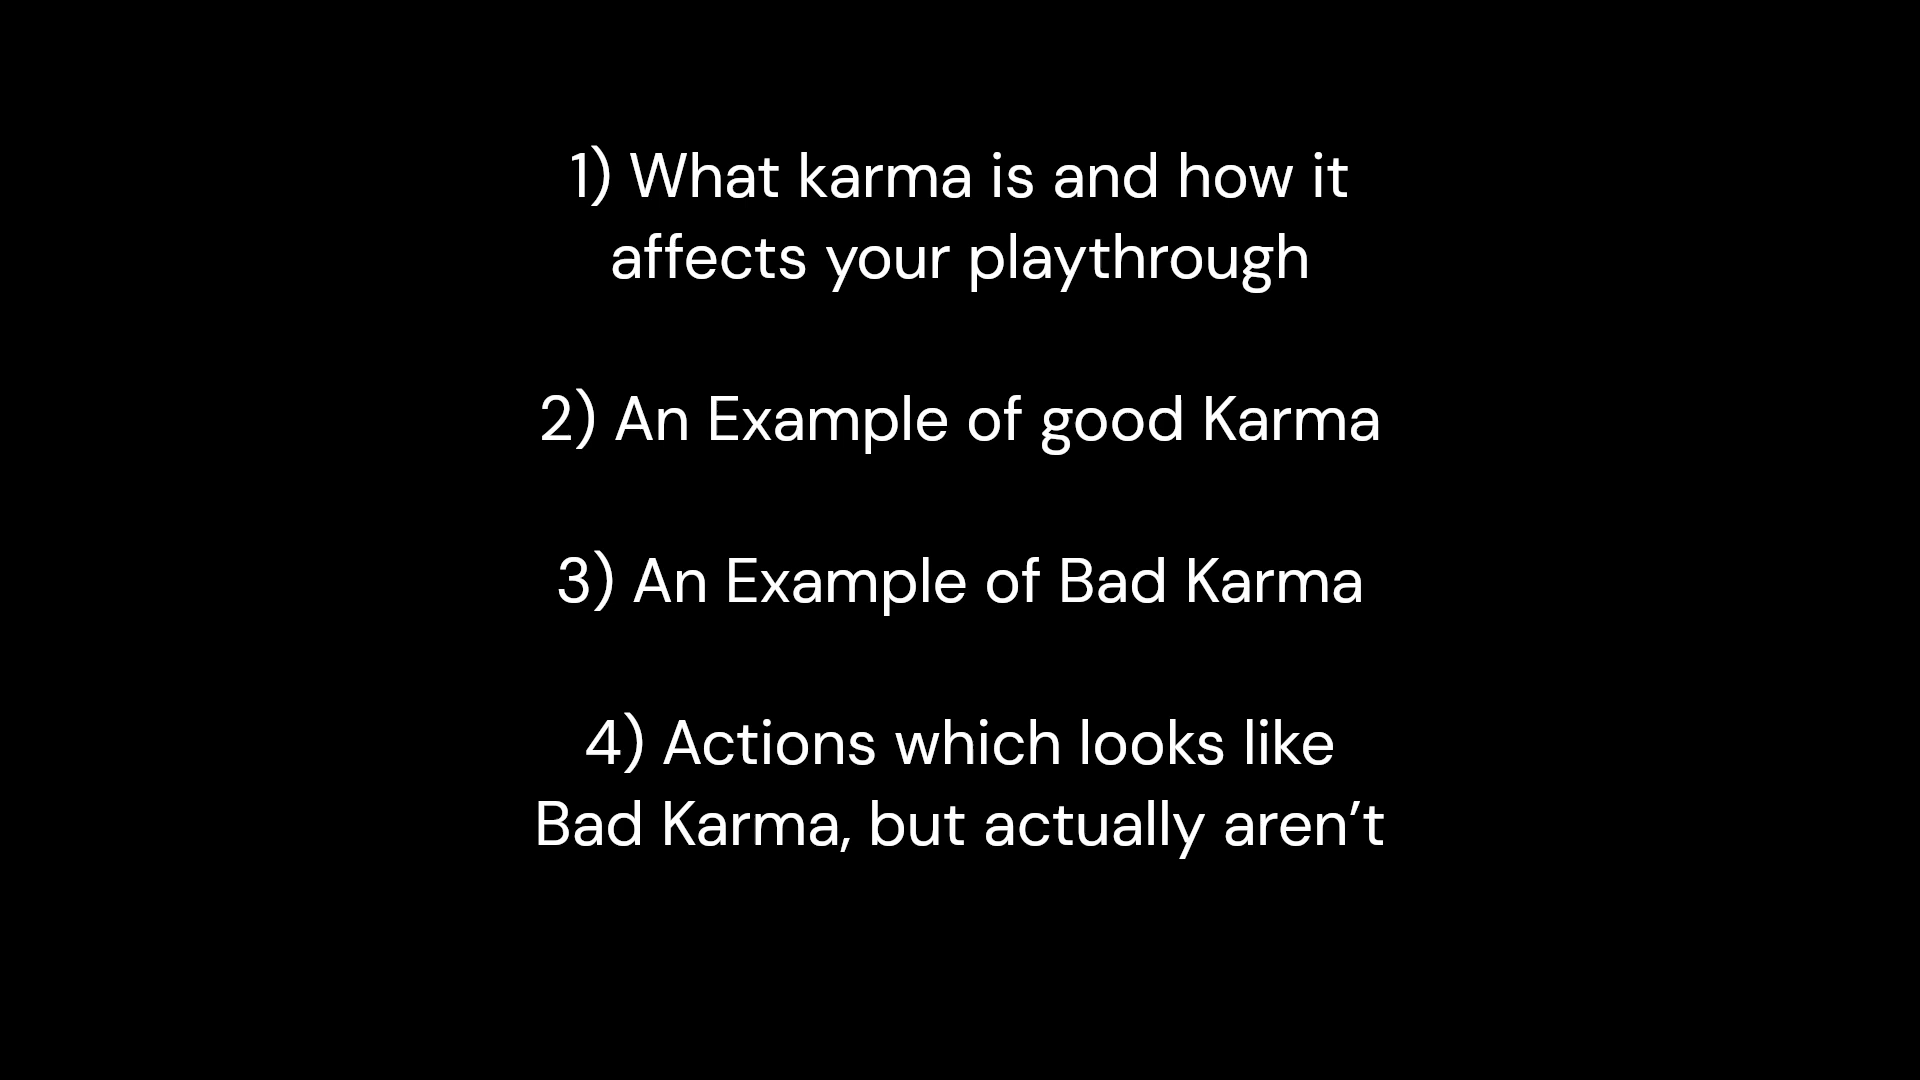 1) What karma is and how it
affects your playthrough
2) An Example of good Karma
3) An Example of Bad Karma
4) Actions which looks like
Bad Karma, but actually aren’t